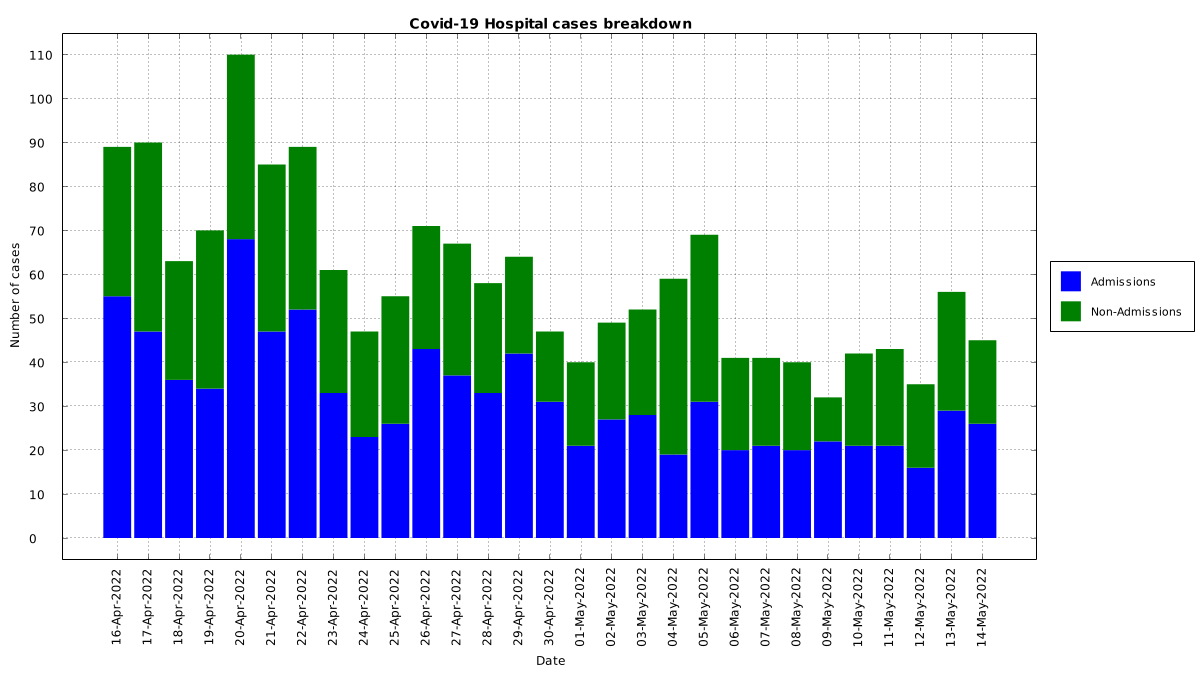 Covid-19 Hospital cases breakdown
110
100
90
80
70
60
50
40
30
20
10
0
Number of cases
16-Apr-2022
17-Apr-2022
18-Apr-2022
19-Apr-2022
20-Apr-2022
21-Apr-2022
22-Apr-2022
23-Apr-2022
24-Apr-2022
25-Apr-2022
26-Apr-2022
27-Apr-2022
28-Apr-2022
29-Apr-2022
30-Apr-2022
01-May-2022
02-May-2022
03-May-2022
04-May-2022
05-May-2022
06-May-2022
07-May-2022
08-May-2022
09-May-2022
10-May-2022
11-May-2022
12-May-2022
13-May-2022
14-May-2022
Date
Admissions
Non-Admissions